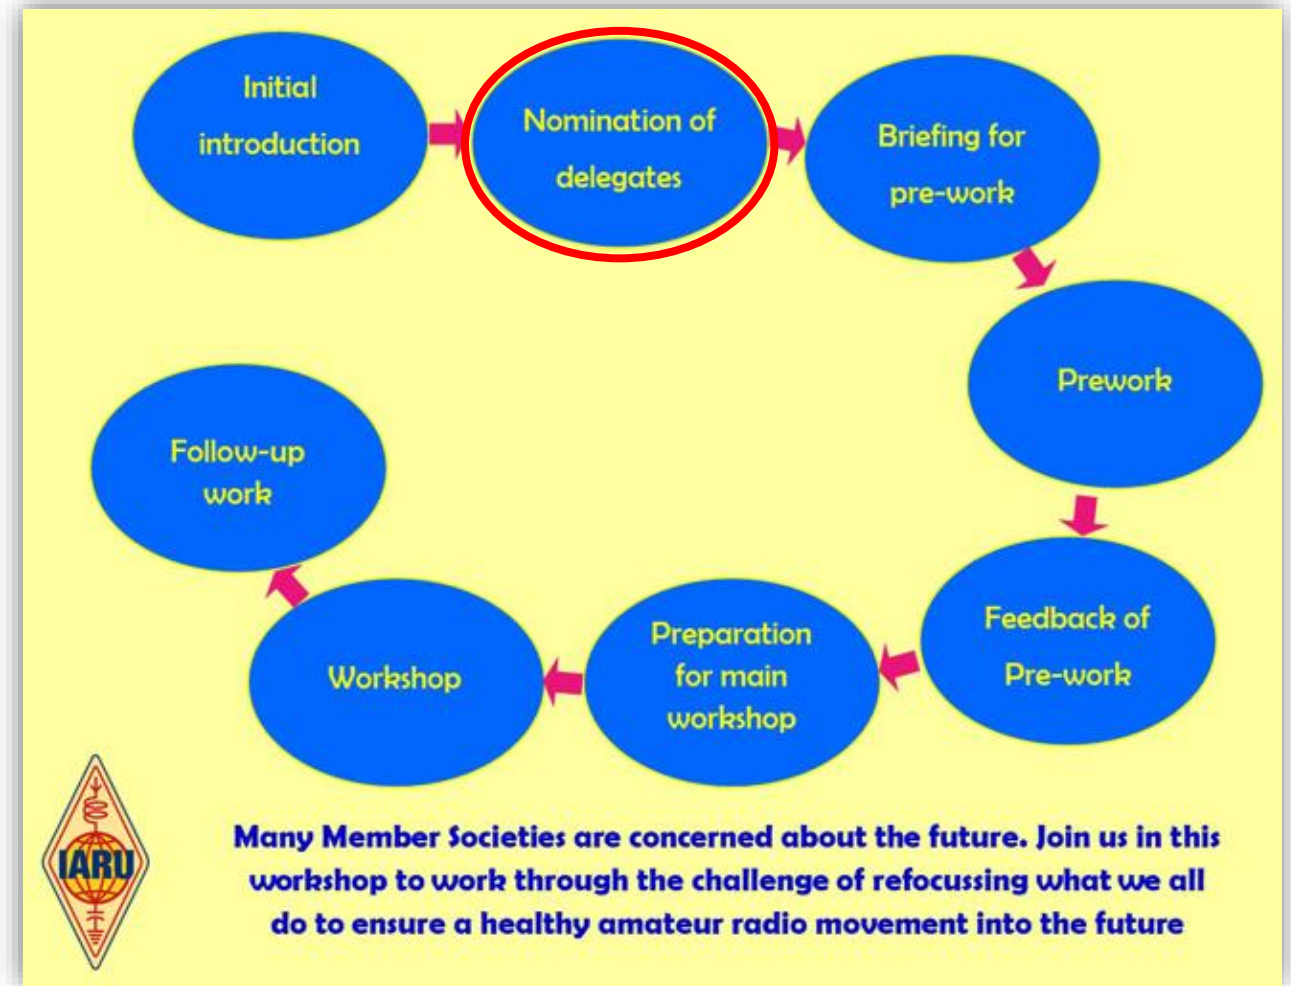 Initial
introduction
Nomination of
delegates
Briefing for
pre-work
Prework
Feedback of
Pre-work
Preparation
for main
workshop
Workshop
Follow-up
work
IARU
Many Member Societies are concerned about the future. Join us in this
workshop to work through the challenge of refocussing what we all
do to ensure a healthy amateur radio movement into the future